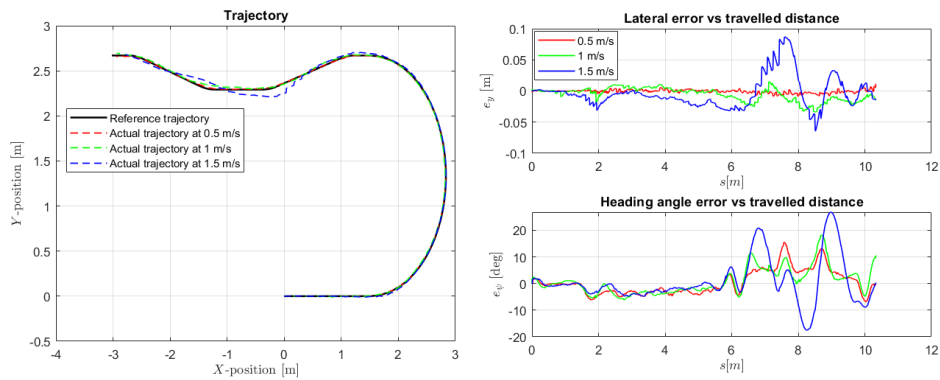 Trajectory
3
2.5
2
1.5
1
0.5
0
-0.5
-4
-3
-2
-1
0
1
2
3
Y-position [m]
X-position [m]
Reference trajectory
Actual trajectory at 0.5 m/s
Actual trajectory at 1 m/s
Actual trajectory at 1.5 m/s
Lateral error vs travelled distance
0.1
0.05
0
-0.05
-0.1
0
2
4
6
8
10
12
e_y [m]
s[m]
0.5 m/s
1 m/s
1.5 m/s
Heading angle error vs travelled distance
20
10
0
-10
-20
0
2
4
6
8
10
12
e_ψ [deg]
s[m]